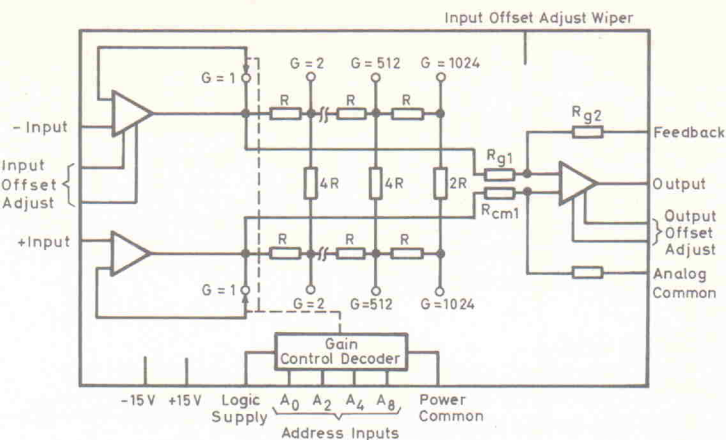 Input Offset Adjust Wiper
G=1
G=2
G=512
G=1024
R
R
R
Rg2
Feedback
- Input
Input
Offset
Adjust
Rg1
4R
4R
2R
Output
Rcm1
Output
Offset
Adjust
+Input
R
R
R
Analog
Common
G=1
G=2
G=512
G=1024
Gain
Control Decoder
-15V
+15V
Logic
Supply
A0
A2
A4
A8
Power
Common
Address Inputs